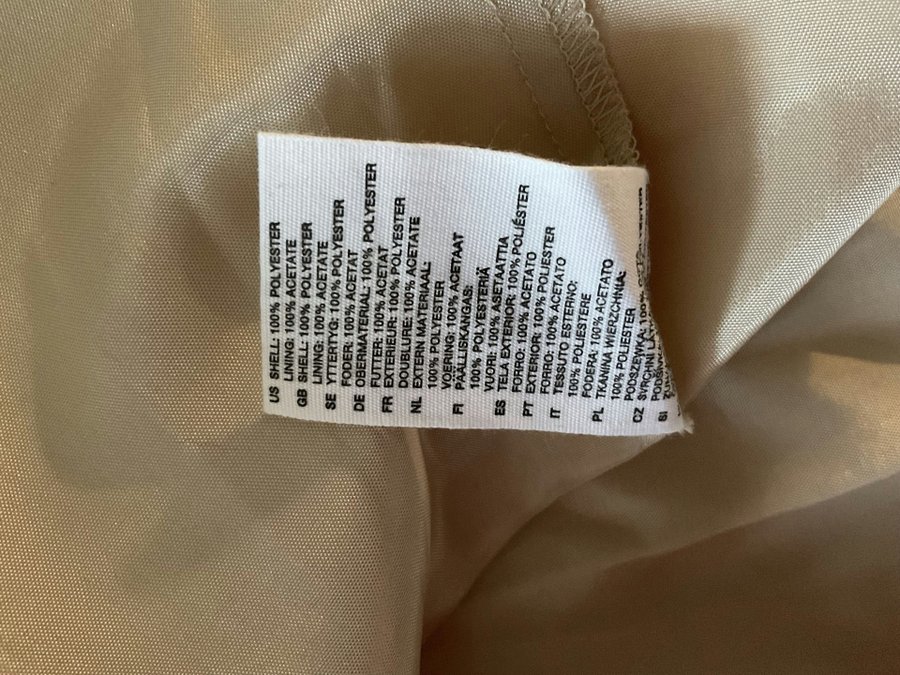 US SHELL: 100% POLYESTER
LINING: 100% ACETATE
GB SHELL: 100% POLYESTER
LINING: 100% ACETATE
SE YTTERTYG: 100% POLYESTER
FODER: 100% ACETAT
DE OBERMATERIAL: 100% POLYESTER
FUTTER: 100% ACETAT
FR EXTERIEUR: 100% POLYESTER
DOUBLURE: 100% ACETATE
NL EXTERN MATERIAAL:
100% POLYESTER
VOERING: 100% ACETAAT
FI PÄÄLLISKANGAS:
100% POLYESTERIÄ
VUORI: 100% ASETAATTIA
ES TELA EXTERIOR: 100% POLIÉSTER
FORRO: 100% ACETATO
PT EXTERIOR: 100% POLIESTER
FORRO: 100% ACETATO
IT TESSUTO ESTERNO:
100% POLIESTERE
FODERA: 100% ACETATO
PL TKANINA WIERZCHNIA:
100% POLIESTER
PODSZEWKA: 100%
CZ SVRCHNI
SI